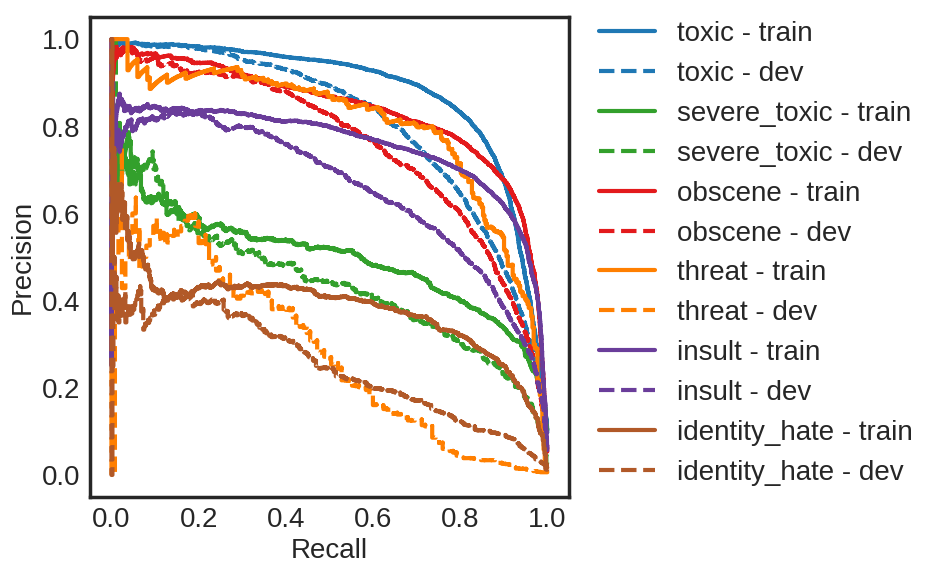 1.0
0.8
0.6
0.4
0.2
0.0
Precision
0.0 0.2 0.4 0.6 0.8 1.0
Recall
toxic - train
toxic - dev
severe_toxic - train
severe_toxic - dev
obscene - train
obscene - dev
threat - train
threat - dev
insult - train
insult - dev
identity_hate - train
identity_hate - dev